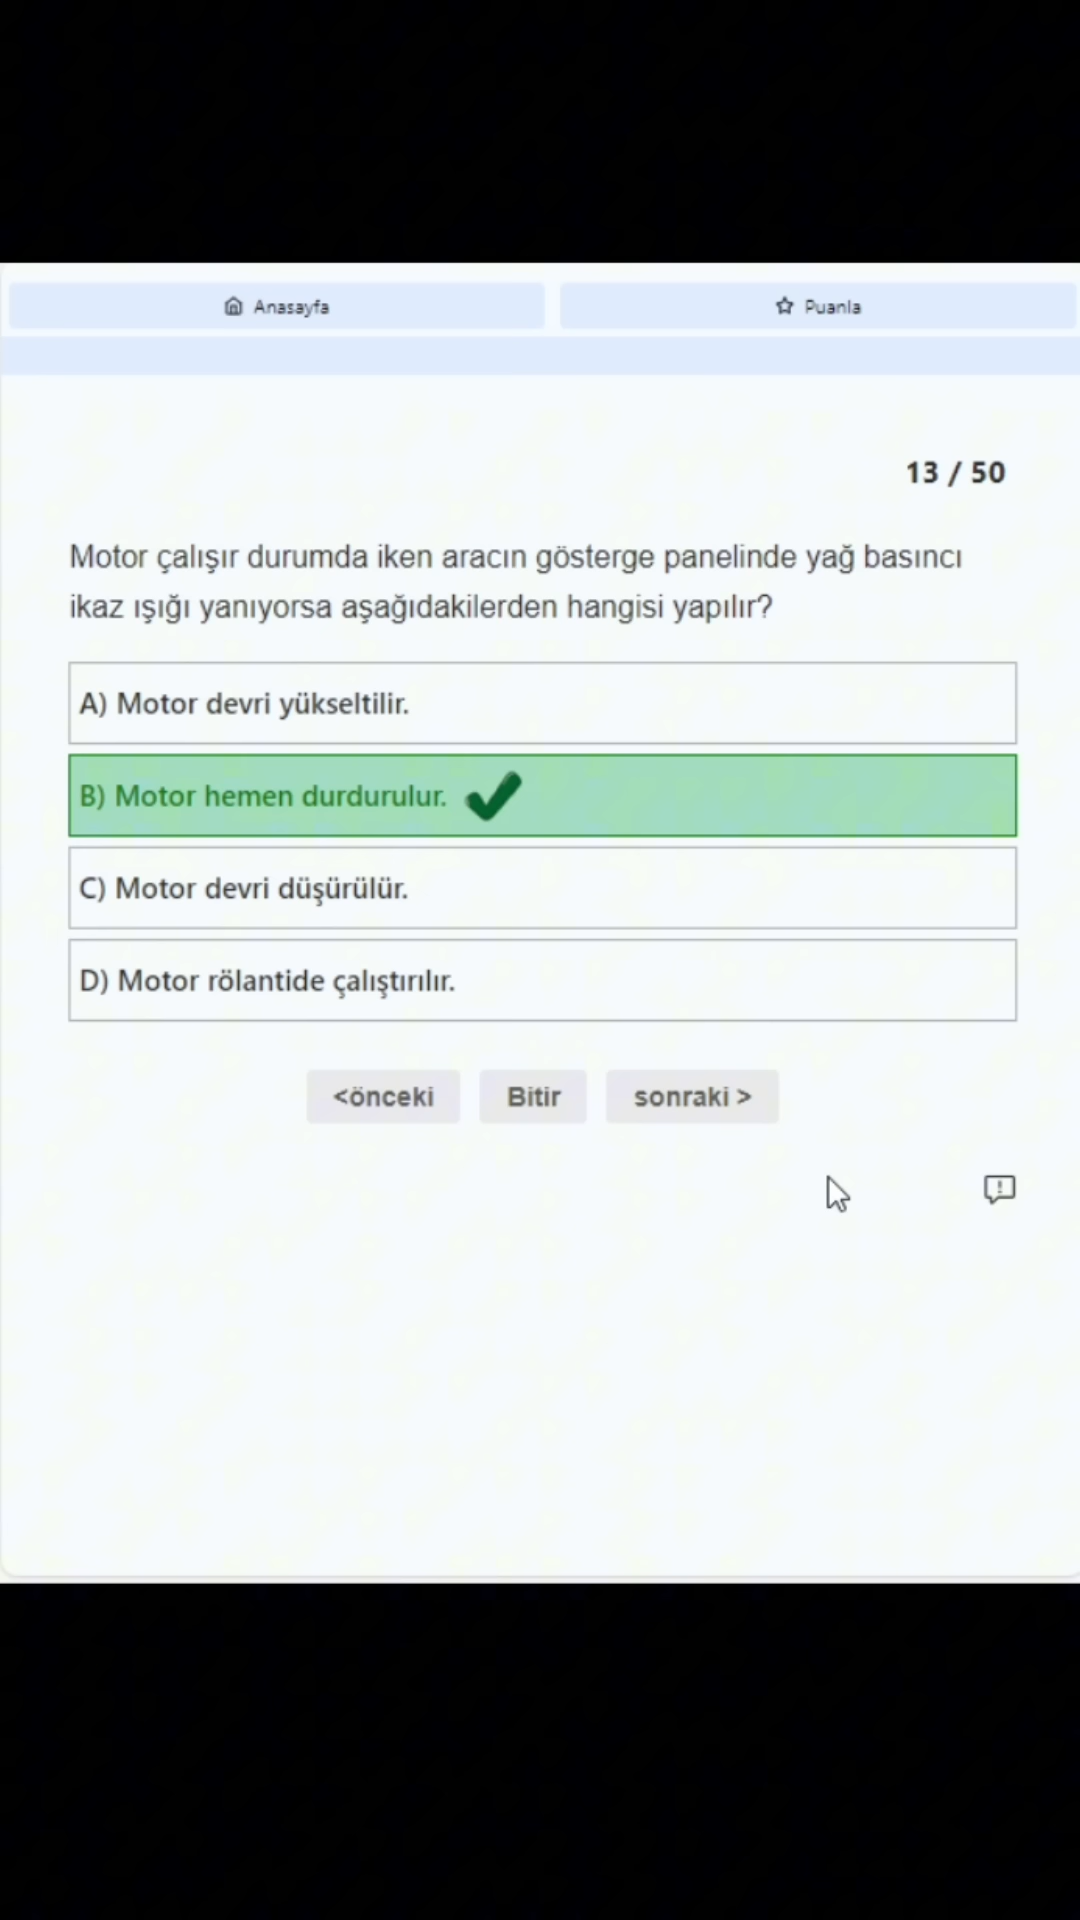 Anasayfa
Puanla
13 / 50
Motor çalışır durumda iken aracın gösterge panelinde yağ basıncı
ikaz ışığı yanıyorsa aşağıdakilerden hangisi yapılır?
A) Motor devri yükseltilir.
B) Motor hemen durdurulur.
C) Motor devri düşürülür.
D) Motor rölantide çalıştırılır.
<önceki
Bitir
sonraki >